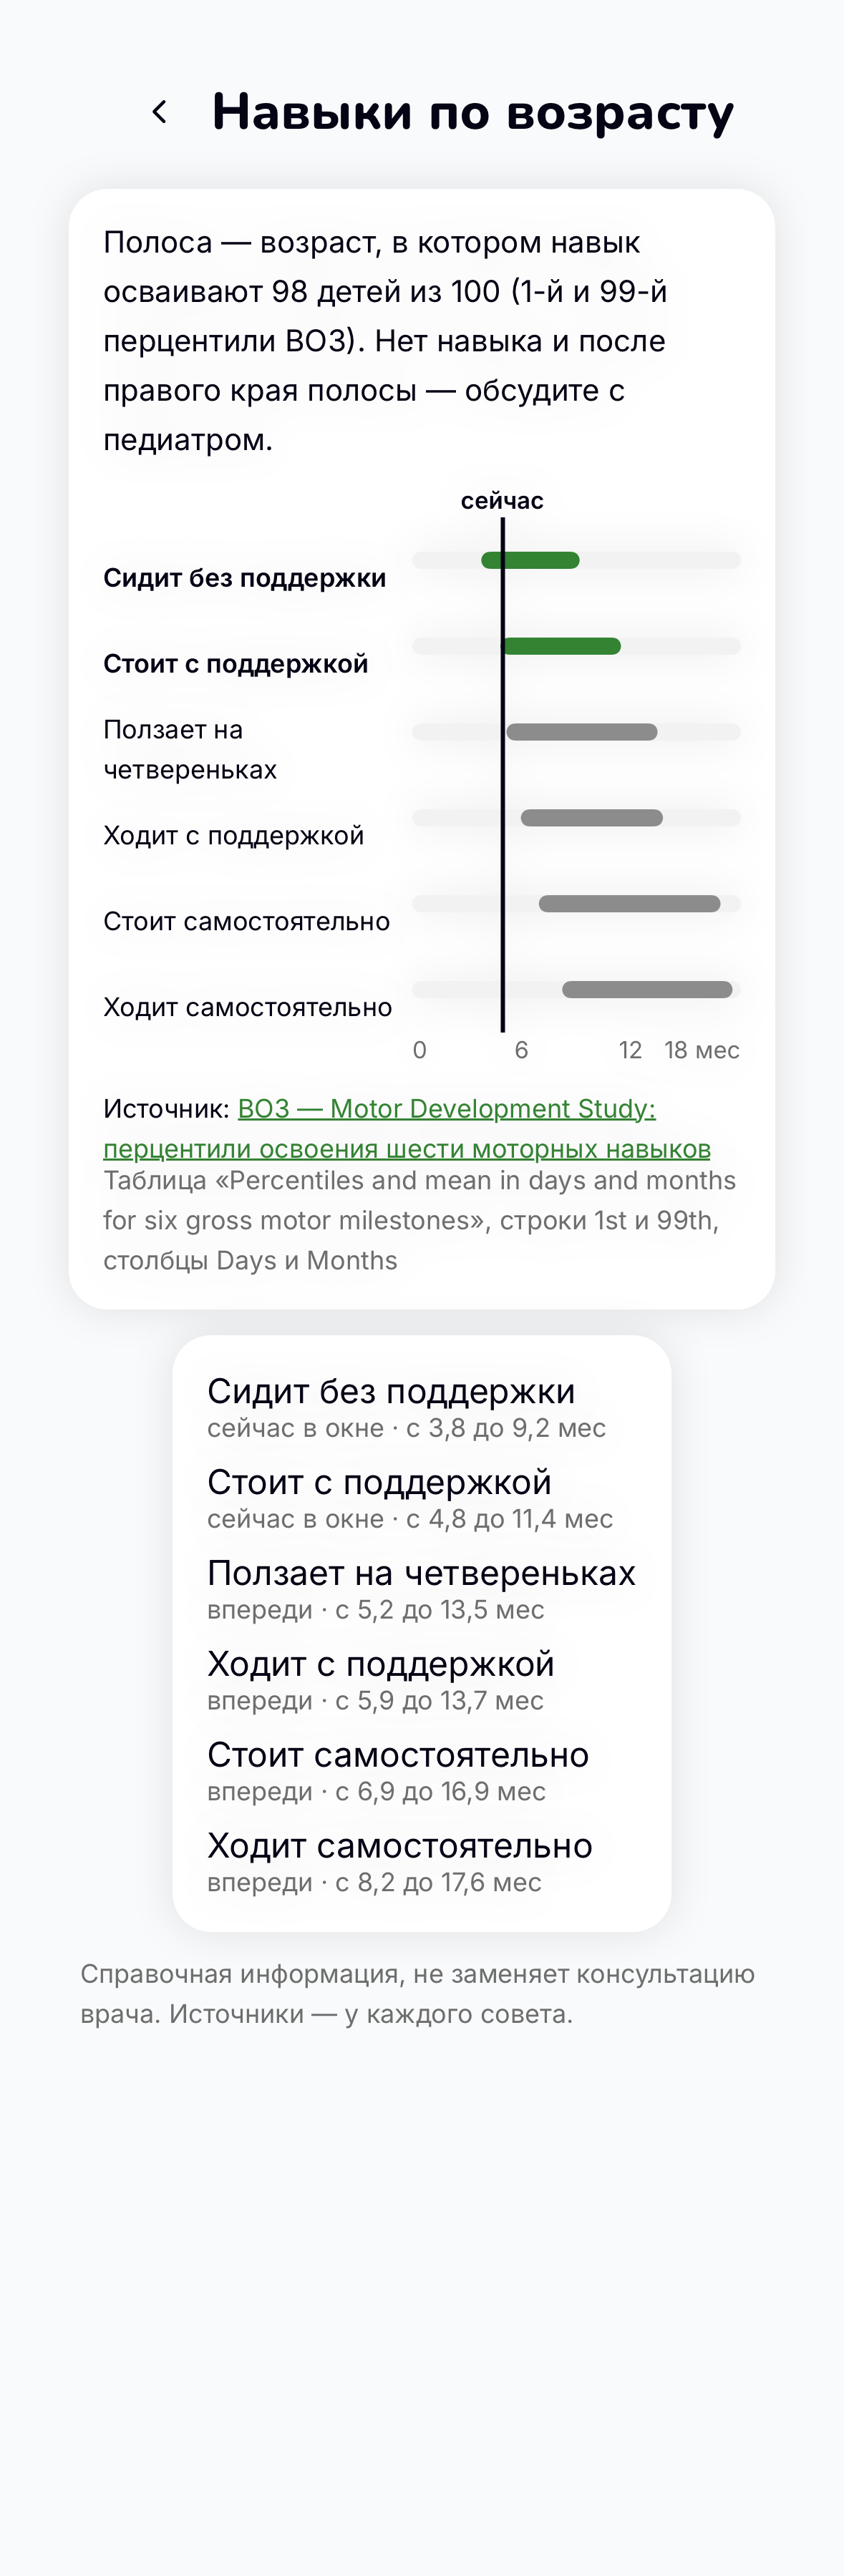 Навыки по возрасту
Полоса — возраст, в котором навык
осваивают 98 детей из 100 (1-й и 99-й
перцентили ВОЗ). Нет навыка и после
правого края полосы — обсудите с
педиатром.
сейчас
Сидит без поддержки
Стоит с поддержкой
Ползает на
четвереньках
Ходит с поддержкой
Стоит самостоятельно
Ходит самостоятельно
0 6 12 18 мес
Источник: ВОЗ — Motor Development Study:
перцентили освоения шести моторных навыков
Таблица «Percentiles and mean in days and months
for six gross motor milestones», строки 1st и 99th,
столбцы Days и Months
Сидит без поддержки
сейчас в окне · с 3,8 до 9,2 мес
Стоит с поддержкой
сейчас в окне · с 4,8 до 11,4 мес
Ползает на четвереньках
впереди · с 5,2 до 13,5 мес
Ходит с поддержкой
впереди · с 5,9 до 13,7 мес
Стоит самостоятельно
впереди · с 6,9 до 16,9 мес
Ходит самостоятельно
впереди · с 8,2 до 17,6 мес
Справочная информация, не заменяет консультацию
врача. Источники — у каждого совета.